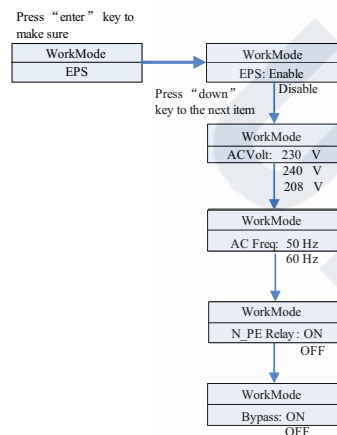 Press “enter” key to
make sure
WorkMode
EPS
WorkMode
EPS: Enable
Disable
Press “down”
key to the next item
WorkMode
ACVolt: 230 V
240 V
208 V
WorkMode
AC Freq: 50 Hz
60 Hz
WorkMode
N_PE Relay : ON
OFF
WorkMode
Bypass: ON
OFF